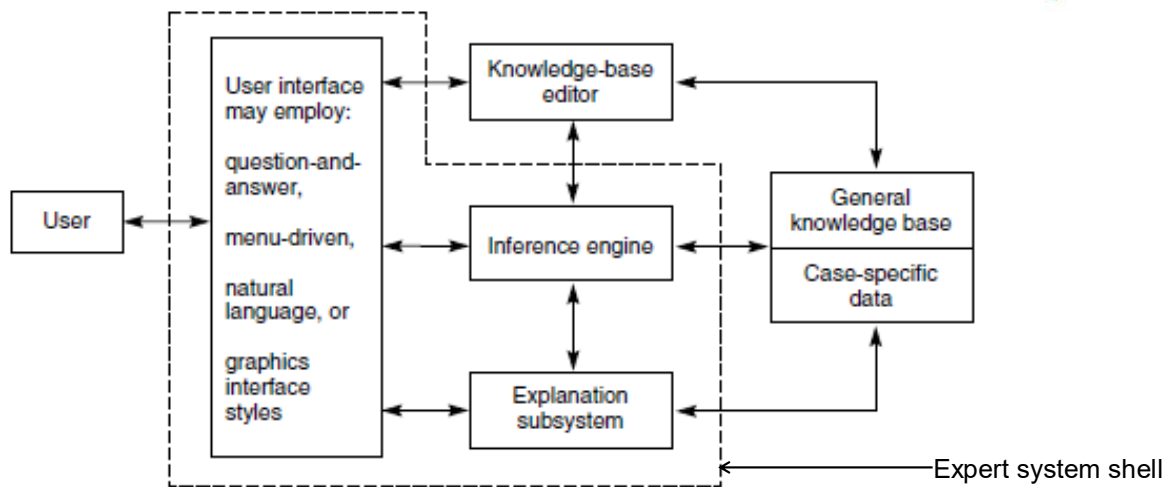 User
User interface
may employ:
question-and-
answer,
menu-driven,
natural
language, or
graphics
interface
styles
Knowledge-base
editor
Inference engine
Explanation
subsystem
General
knowledge base
Case-specific
data
Expert system shell